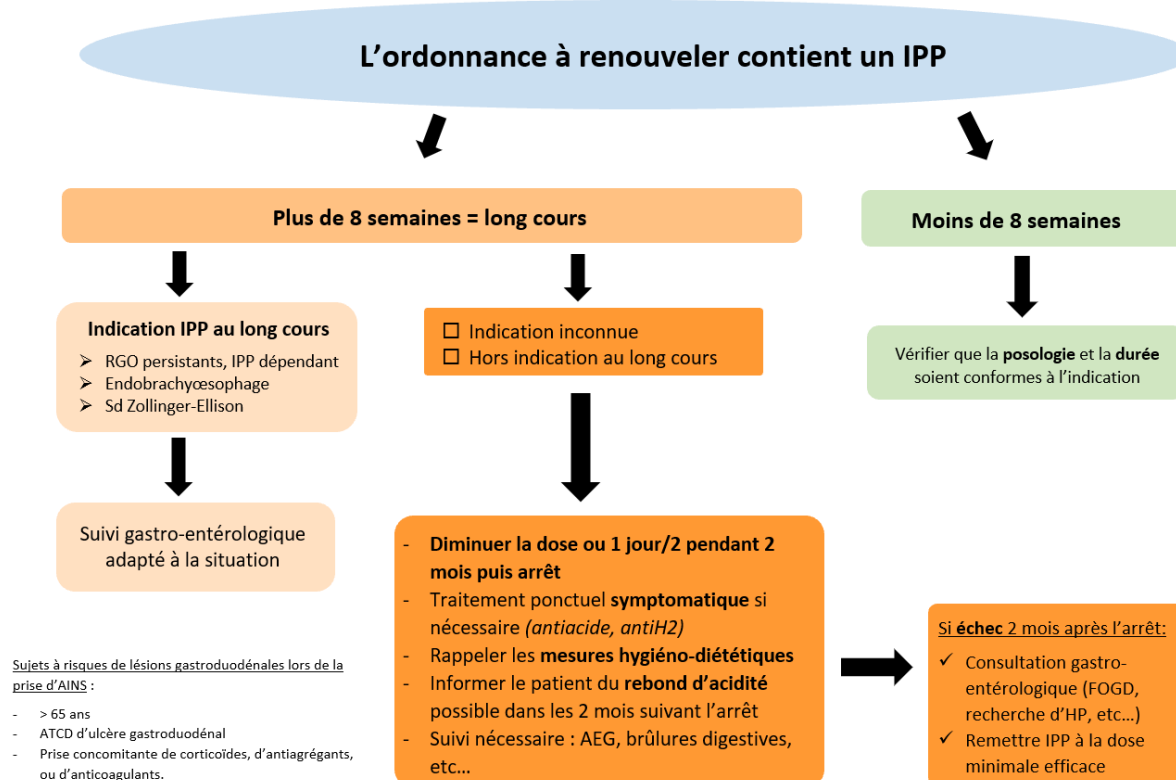 L’ordonnance à renouveler contient un IPP
Plus de 8 semaines = long cours
Moins de 8 semaines
Indication IPP au long cours
➢ RGO persistants, IPP dépendant
➢ Endobrachyœsophage
➢ Sd Zollinger-Ellison
☐ Indication inconnue
☐ Hors indication au long cours
Vérifier que la posologie et la durée
soient conformes à l’indication
Suivi gastro-entérologique
adapté à la situation
- Diminuer la dose ou 1 jour/2 pendant 2
mois puis arrêt
- Traitement ponctuel symptomatique si
nécessaire (antiacide, antiH2)
- Rappeler les mesures hygiéno-diététiques
- Informer le patient du rebond d’acidité
possible dans les 2 mois suivant l’arrêt
- Suivi nécessaire : AEG, brûlures digestives,
etc…
Si échec 2 mois après l’arrêt:
✓ Consultation gastro-
entérologique (FOGD,
recherche d’HP, etc…)
✓ Remettre IPP à la dose
minimale efficace
Sujets à risques de lésions gastroduodénales lors de la
prise d’AINS :
- > 65 ans
- ATCD d’ulcère gastroduodénal
- Prise concomitante de corticoïdes, d’antiagrégants,
ou d’anticoagulants.